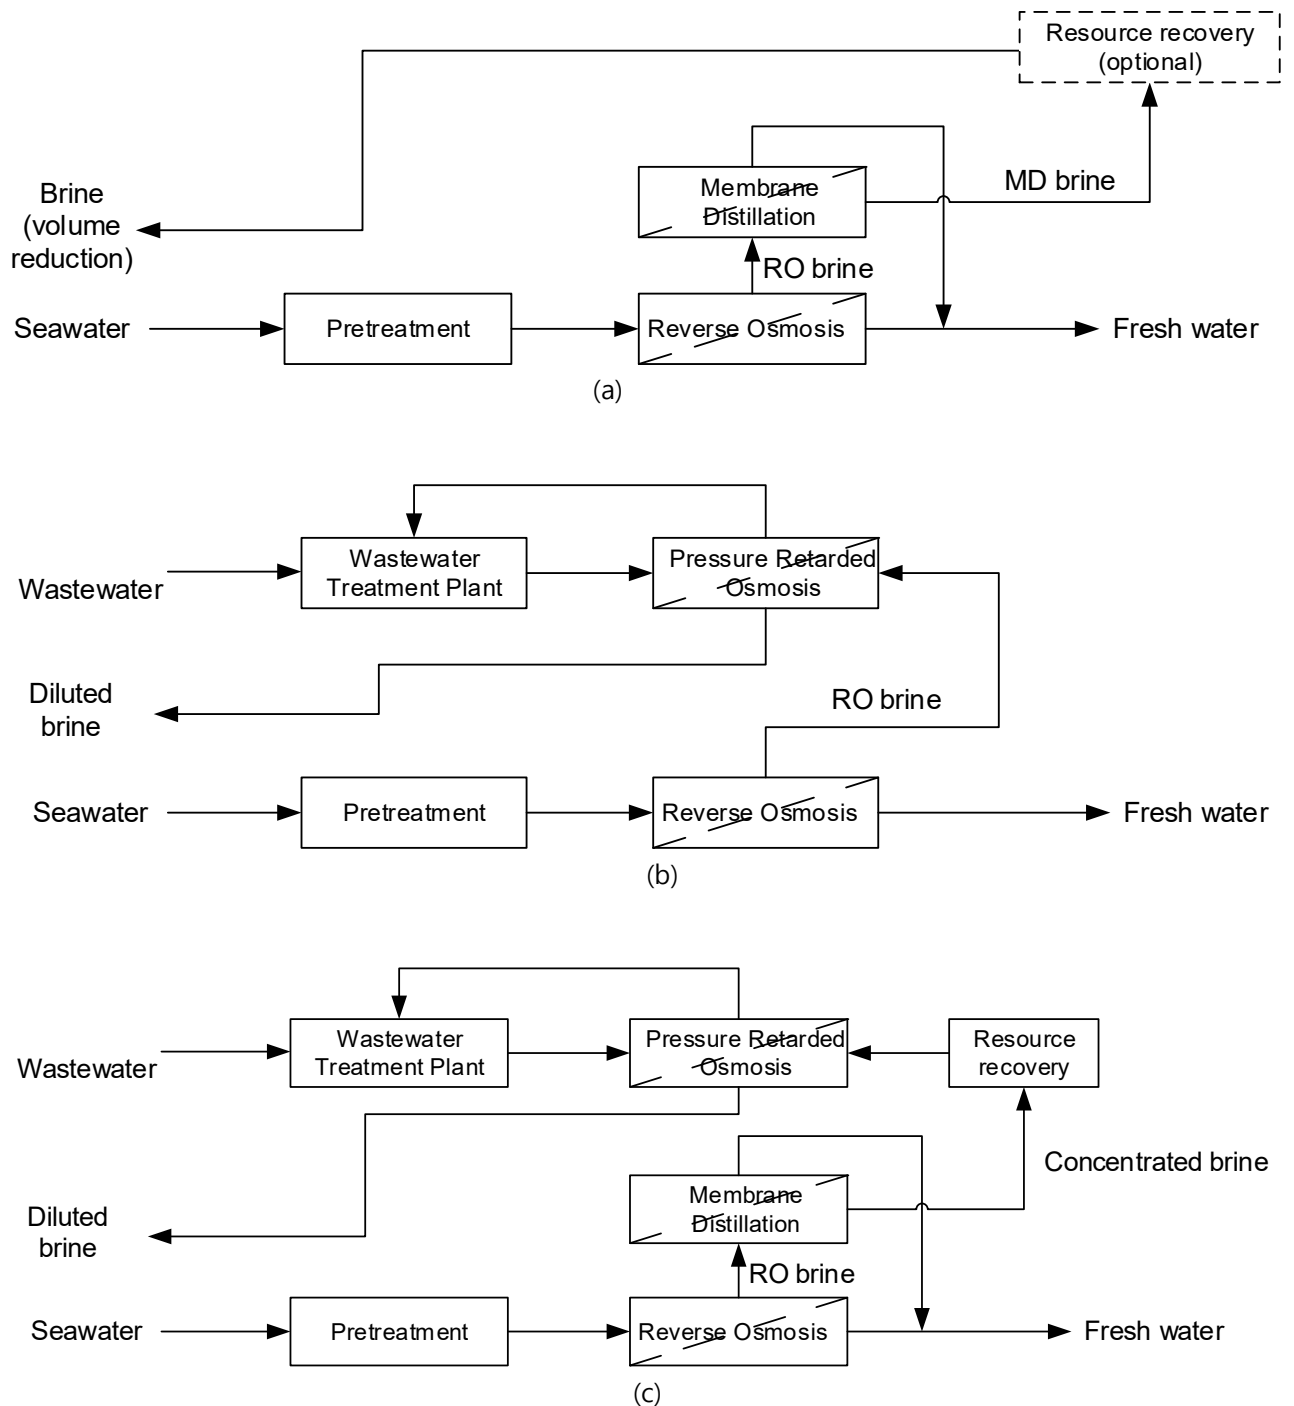 Resource recovery
(optional)
Membrane
Distillation
MD brine
Brine
(volume
reduction)
RO brine
Seawater
Pretreatment
Reverse Osmosis
Fresh water
(a)
Wastewater
Wastewater
Treatment Plant
Pressure Retarded
Osmosis
Diluted
brine
RO brine
Seawater
Pretreatment
Reverse Osmosis
Fresh water
(b)
Wastewater
Wastewater
Treatment Plant
Pressure Retarded
Osmosis
Resource
recovery
Concentrated brine
Membrane
Distillation
Diluted
brine
RO brine
Seawater
Pretreatment
Reverse Osmosis
Fresh water
(c)